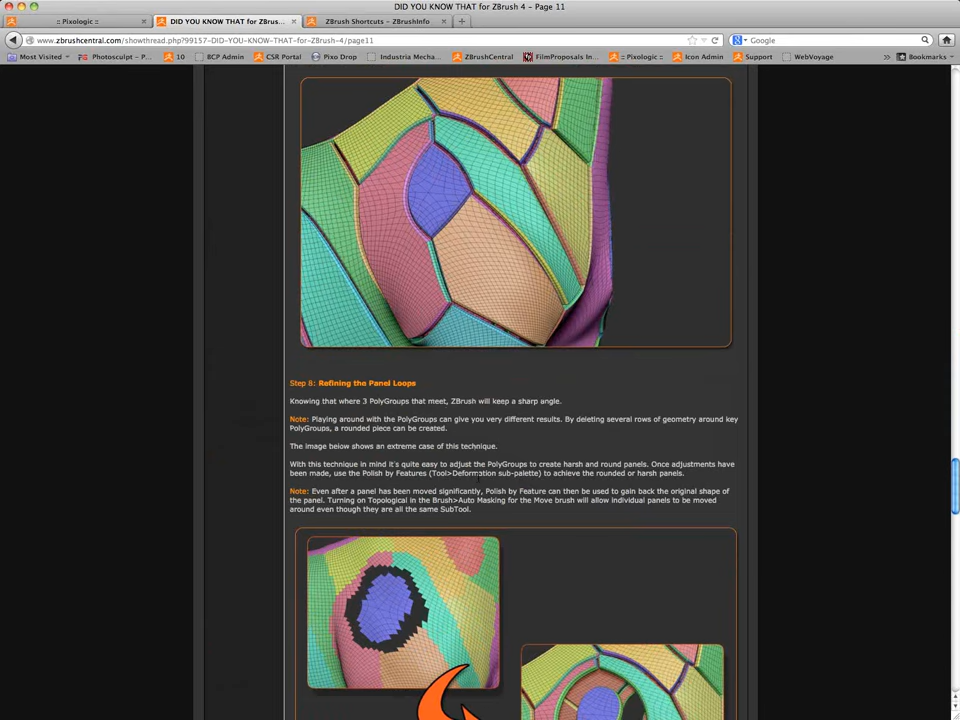 DID YOU KNOW THAT for ZBrush 4 - Page 11
:: Pixologic ::
DID YOU KNOW THAT for ZBrus...
ZBrush Shortcuts - ZBrushInfo
www.zbrushcentral.com/showthread.php?99157-DID-YOU-KNOW-THAT-for-ZBrush-4/page11
Google
Most Visited
Photosculpt - P...
10
BCP Admin
CSR Portal
Pixo Drop
Industria Mecha...
ZBrushCentral
FilmProposals In...
:: Pixologic ::
Icon Admin
Support
WebVoyage
»
Bookmarks
Step 8: Refining the Panel Loops
Knowing that where 3 PolyGroups that meet, ZBrush will keep a sharp angle.
Note: Playing around with the PolyGroups can give you very different results. By deleting several rows of geometry around key
PolyGroups, a rounded piece can be created.
The image below shows an extreme case of this technique.
With this technique in mind it's quite easy to adjust the PolyGroups to create harsh and round panels. Once adjustments have
been made, use the Polish by Features (Tool>Deformation sub-palette) to achieve the rounded or harsh panels.
Note: Even after a panel has been moved significantly, Polish by Feature can then be used to gain back the original shape of
the panel. Turning on Topological in the Brush>Auto Masking for the Move brush will allow individual panels to be moved
around even though they are all the same SubTool.